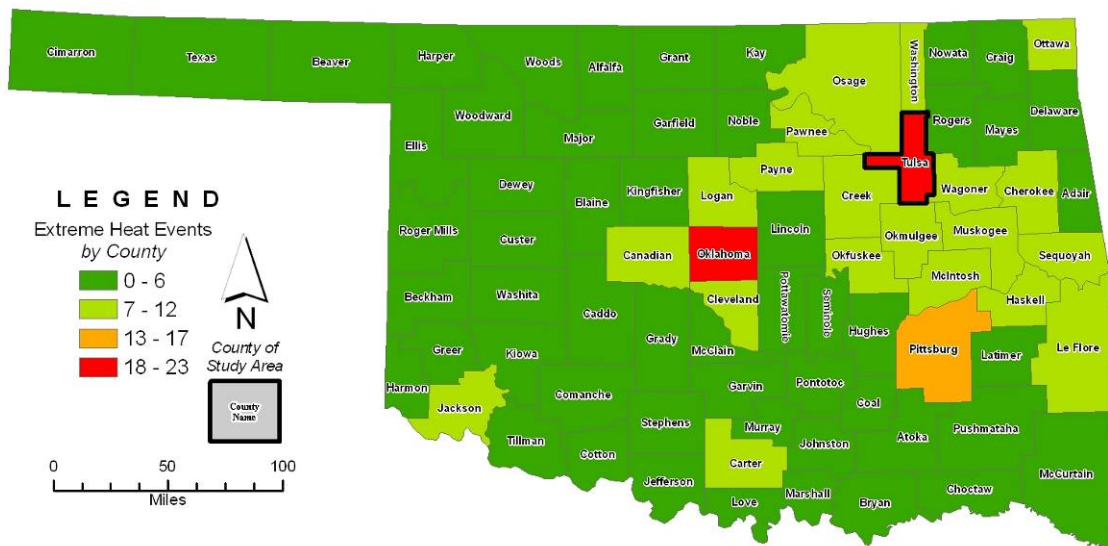 Cimarron
Texas
Beaver
Harper
Woods
Alfalfa
Grant
Kay
Osage
Washington
Nowata
Craig
Ottawa
Ellis
Woodward
Major
Garfield
Noble
Pawnee
Rogers
Mayes
Delaware
Tulsa
Dewey
Blaine
Kingfisher
Logan
Payne
Creek
Wagoner
Cherokee
Adair
Roger Mills
Custer
Canadian
Oklahoma
Lincoln
Okmulgee
Muskogee
Okfuskee
Sequoyah
McIntosh
Beckham
Washita
Caddo
Cleveland
Pottawatomie
Seminole
Hughes
Haskell
Greer
Kiowa
Grady
McClain
Pittsburg
Latimer
Le Flore
Harmon
Jackson
Comanche
Garvin
Pontotoc
Coal
Stephens
Murray
Tillman
Cotton
Carter
Johnston
Atoka
Pushmataha
Jefferson
Love
Marshall
Bryan
Choctaw
McCurtain
LEGEND
Extreme Heat Events
by County
0 - 6
7 - 12
13 - 17
18 - 23
N
County of
Study Area
County
Name
0 50 100
Miles